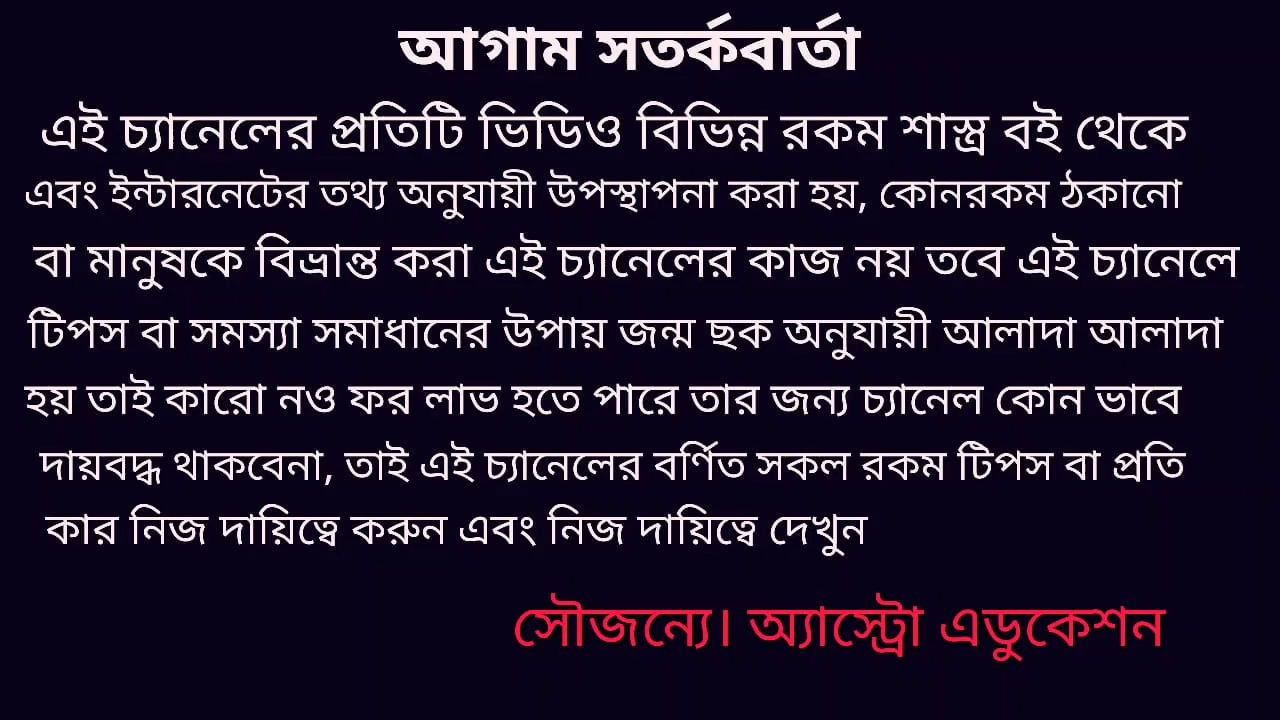 আগাম সতর্কবার্তা
এই চ্যানেলের প্রতিটি ভিডিও বিভিন্ন রকম শাস্ত্র বই থেকে
এবং ইন্টারনেটের তথ্য অনুযায়ী উপস্থাপনা করা হয়, কোনরকম ঠকানো
বা মানুষকে বিভ্রান্ত করা এই চ্যানেলের কাজ নয় তবে এই চ্যানেলে
টিপস বা সমস্যা সমাধানের উপায় জন্ম ছক অনুযায়ী আলাদা আলাদা
হয় তাই কারো নও ফর লাভ হতে পারে তার জন্য চ্যানেল কোন ভাবে
দায়বদ্ধ থাকবেনা, তাই এই চ্যানেলের বর্ণিত সকল রকম টিপস বা প্রতি
কার নিজ দায়িত্বে করুন এবং নিজ দায়িত্বে দেখুন
সৌজন্যে। অ্যাস্ট্রো এডুকেশন